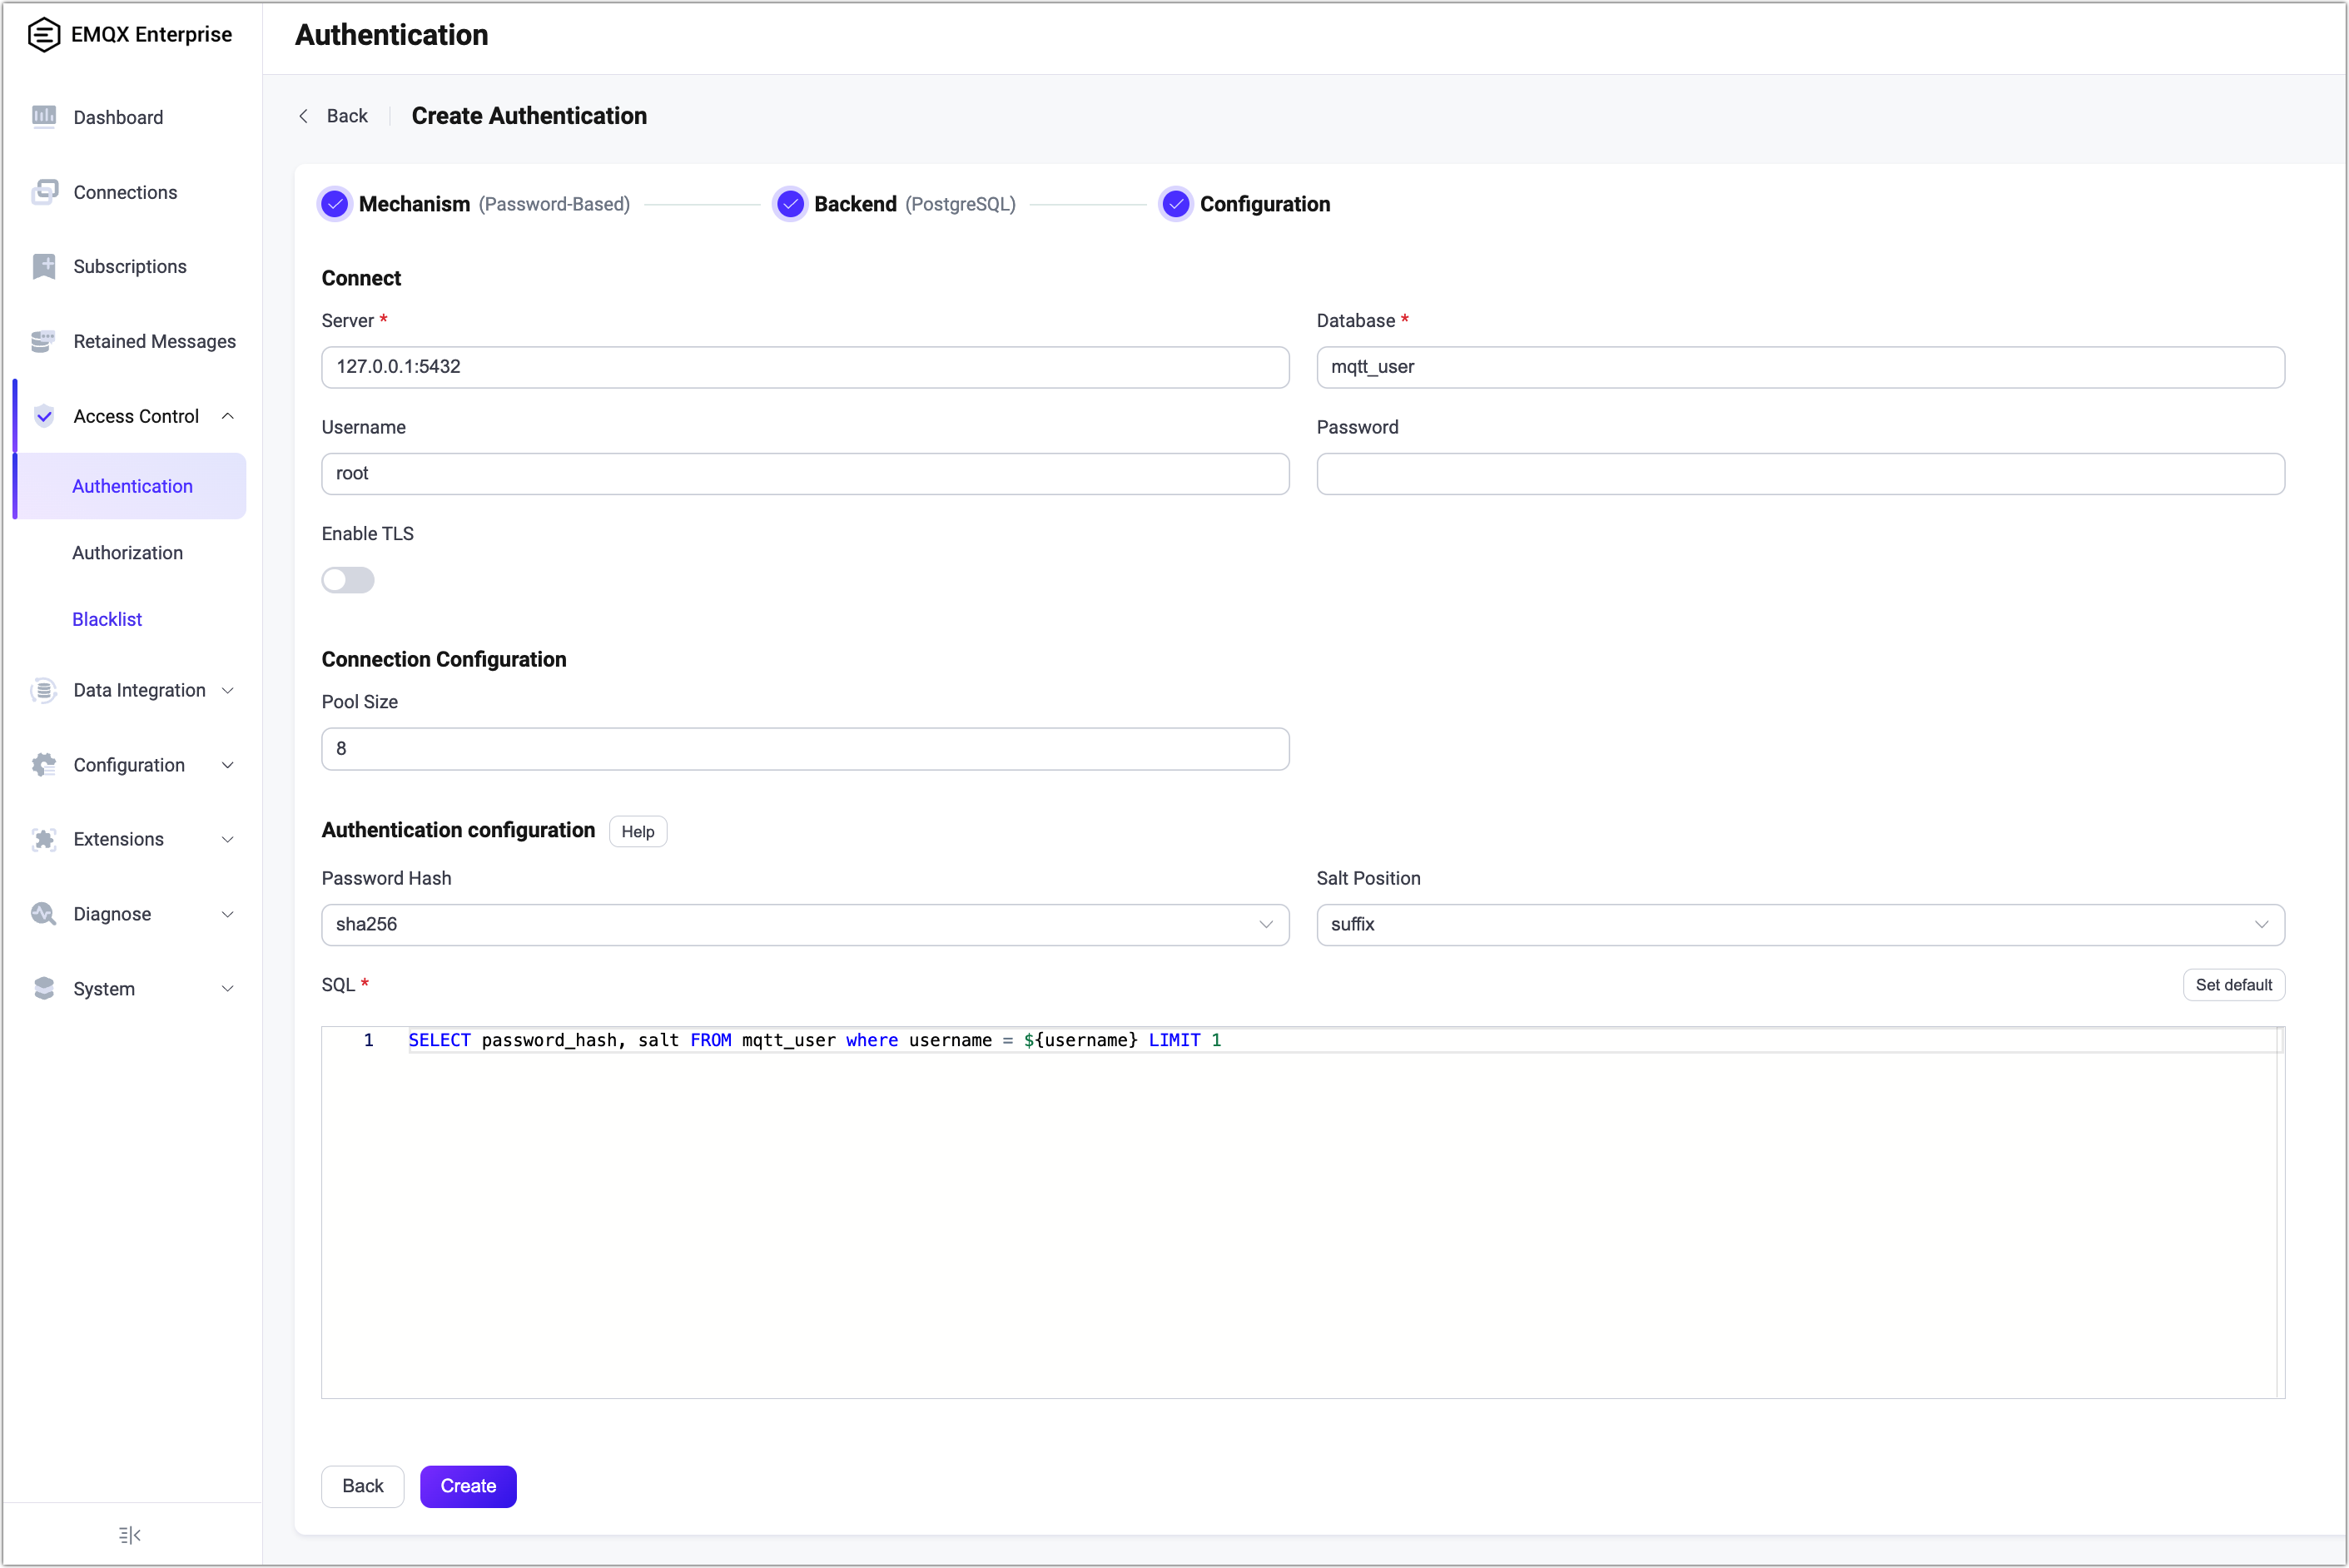 EMQX Enterprise
Dashboard
Connections
Subscriptions
Retained Messages
Access Control
Authentication
Authorization
Blacklist
Data Integration
Configuration
Extensions
Diagnose
System
Authentication
Back
Create Authentication
Mechanism (Password-Based)
Backend (PostgreSQL)
Configuration
Connect
Server *
Database *
127.0.0.1:5432
mqtt_user
Username
Password
root
Enable TLS
Connection Configuration
Pool Size
8
Authentication configuration
Help
Password Hash
Salt Position
sha256
suffix
SQL *
Set default
1 SELECT password_hash, salt FROM mqtt_user where username = ${username} LIMIT 1
Back
Create